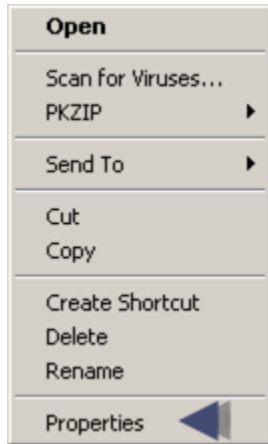 Open
Scan for Viruses...
PKZIP
Send To
Cut
Copy
Create Shortcut
Delete
Rename
Properties